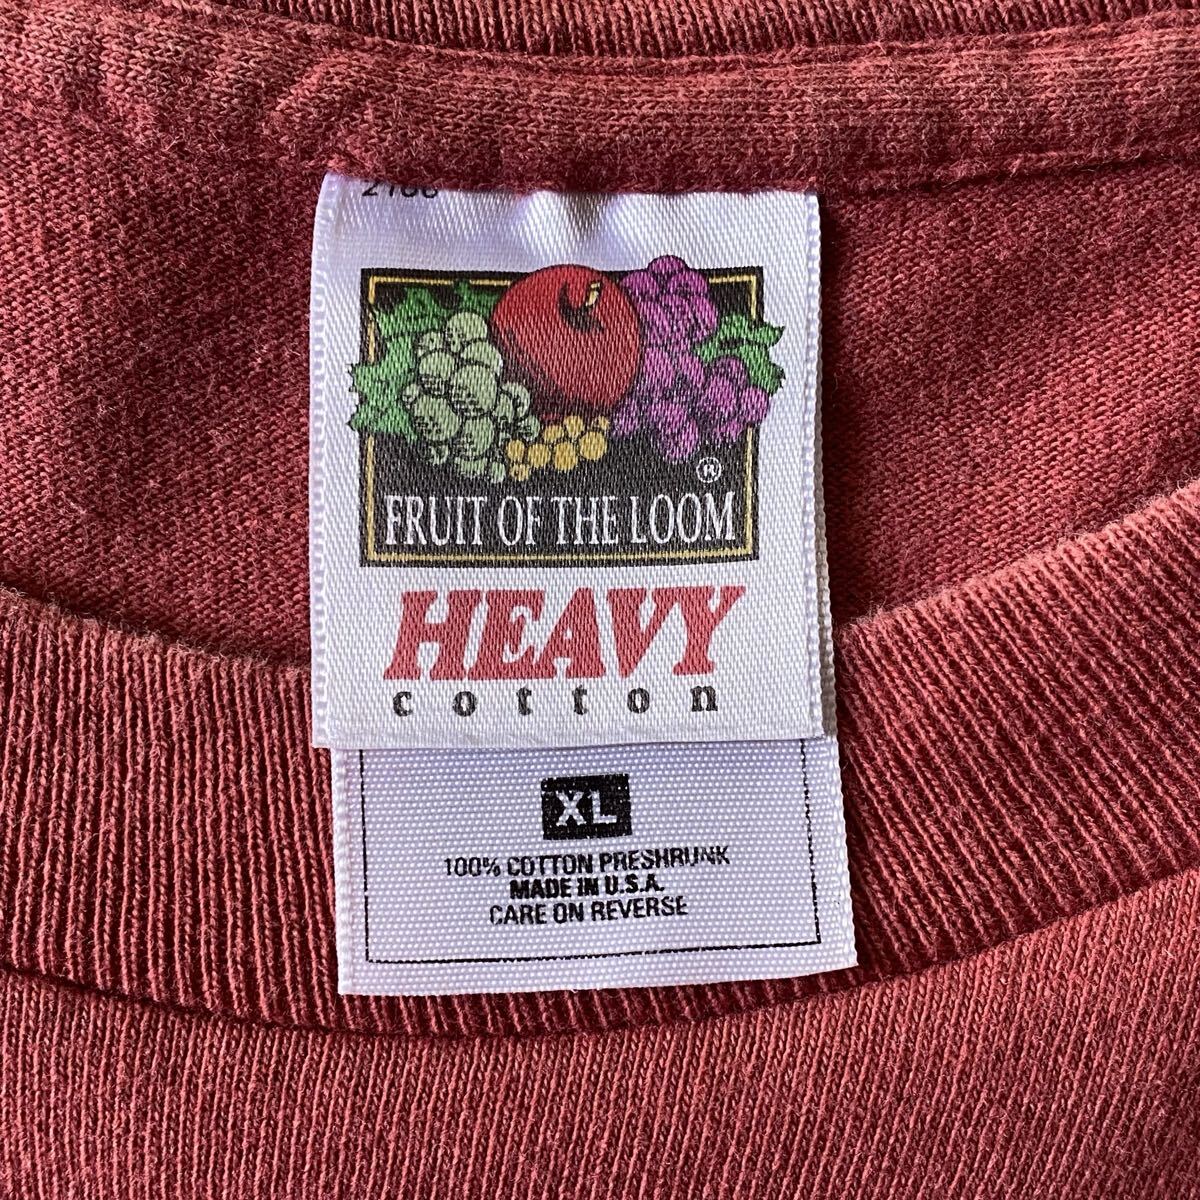 ®
FRUIT OF THE LOOM
HEAVY
cotton
XL
100% COTTON PRESHRUNK
MADE IN U.S.A.
CARE ON REVERSE